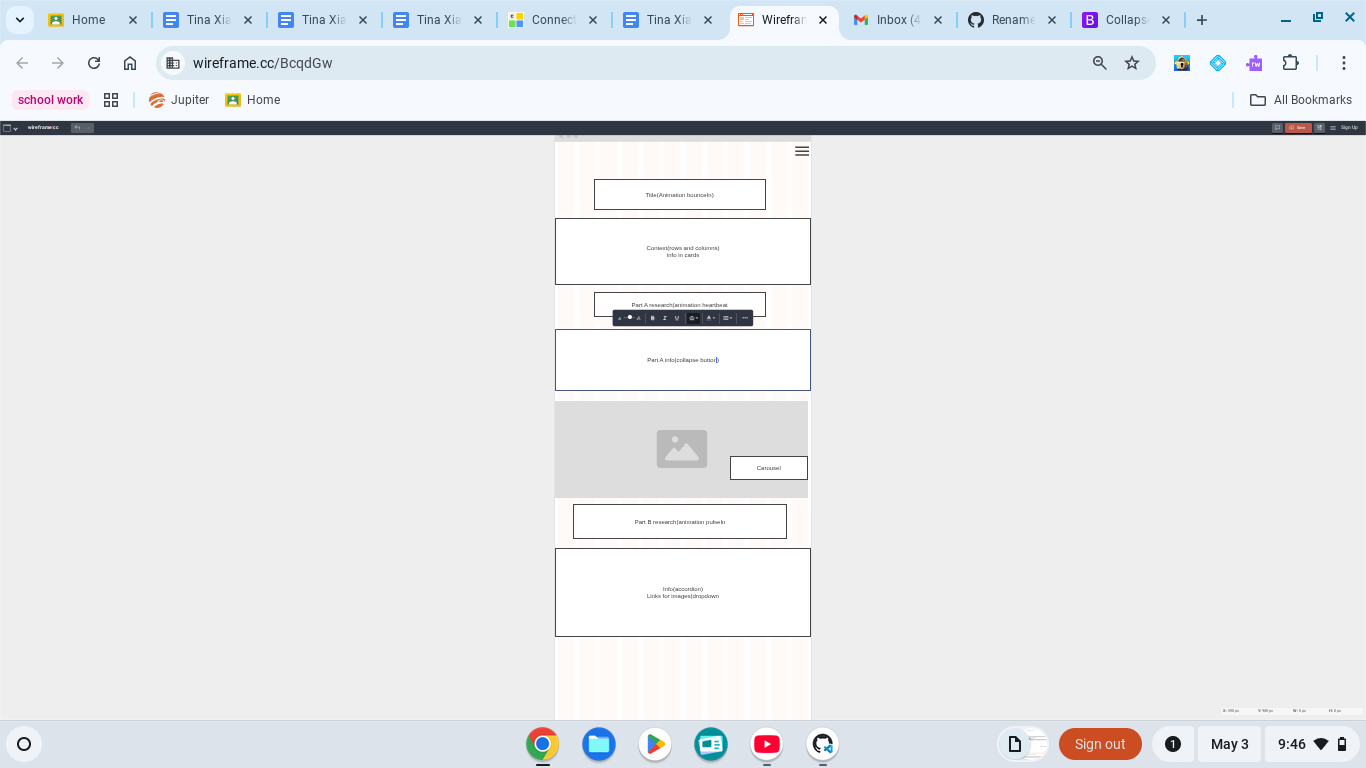 Home
Tina Xia
Tina Xia
Tina Xia
Connect
Tina Xia
Wirefran
Inbox (4
Rename
Collaps
wireframe.cc/BcqdGw
school work
Jupiter
Home
All Bookmarks
wireframe.cc
Save
Sign Up
Title(Animation bounceIn)
Context(rows and columns)
Info in cards
Part A research(animation heartbeat
A A B I U A
Part A info(collapse button)
Carousel
Part B research(animation pulseIn
Info(accordion)
Links for images(dropdown
Sign out
1
May 3
9:46